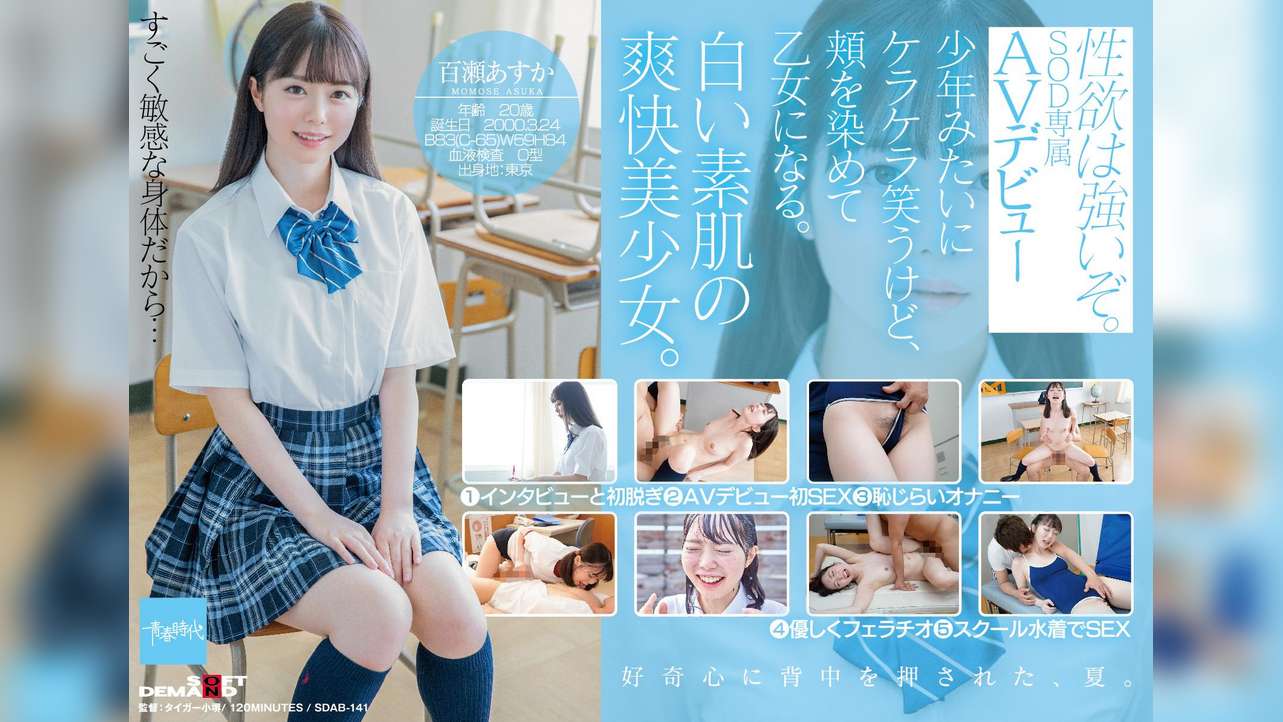 すごく敏感な身体だから…
百瀬あすか
MOMOSE ASUKA
年齢 20歳
誕生日 2000.3.24
B83(C-65)W59H84
血液検査 O型
出身地:東京
性欲は強いぞ。
SOD専属
AVデビュー
少年みたいに
ケラケラ笑うけど、
頬を染めて
乙女になる。
白い素肌の
爽快美少女。
❶インタビューと初脱ぎ❷AVデビュー初SEX❸恥じらいオナニー
❹優しくフェラチオ❺スクール水着でSEX
好奇心に背中を押された、夏。
青春時代
SOFT
ON
DEMAND
監督:タイガー小堺/ 120MINUTES / SDAB-141